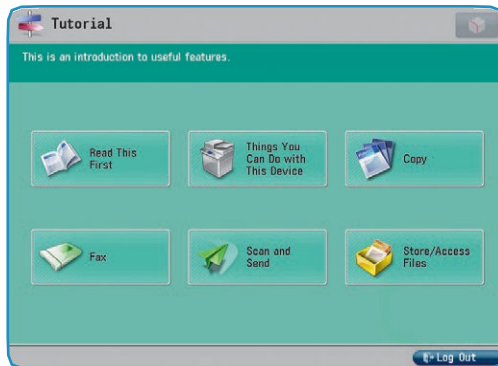 Tutorial
This is an introduction to useful features.
Read This
First
Things You
Can Do with
This Device
Copy
Fax
Scan and
Send
Store/Access
Files
Log Out